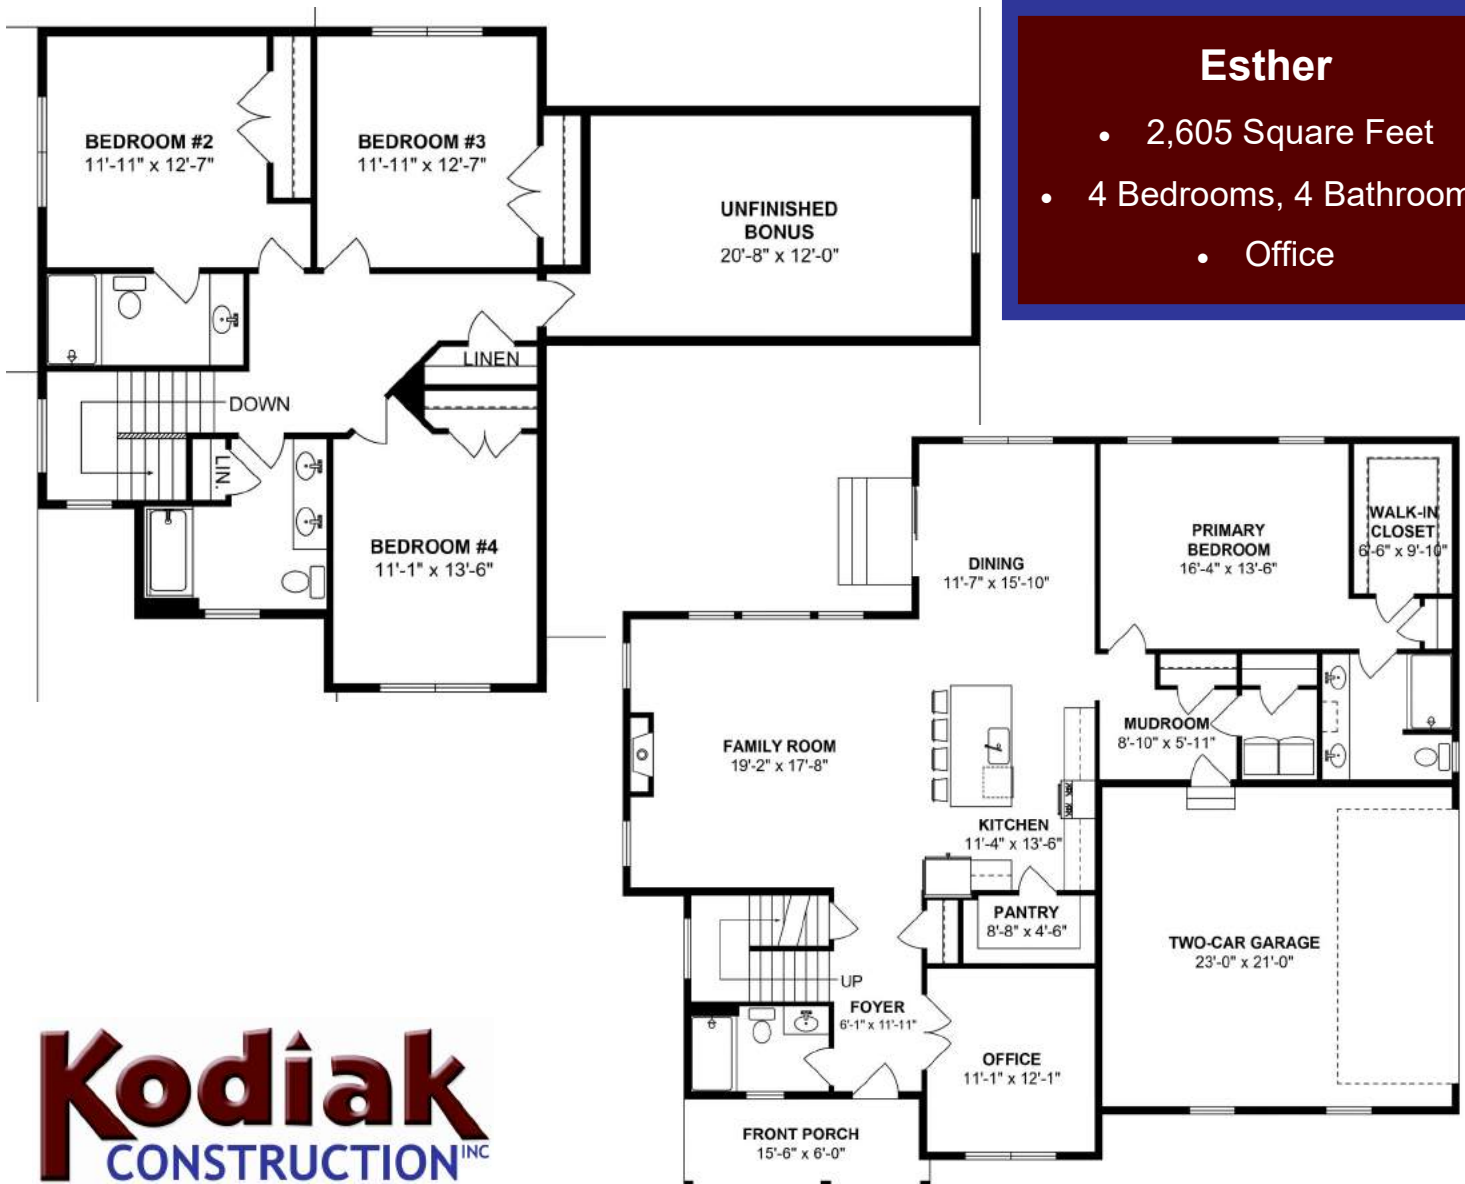 Esther
• 2,605 Square Feet
• 4 Bedrooms, 4 Bathroom
• Office
BEDROOM #2
11'-11" x 12'-7"
BEDROOM #3
11'-11" x 12'-7"
UNFINISHED
BONUS
20'-8" x 12'-0"
LINEN
DOWN
LIN.
BEDROOM #4
11'-1" x 13'-6"
DINING
11'-7" x 15'-10"
PRIMARY
BEDROOM
16'-4" x 13'-6"
WALK-IN
CLOSET
6'-6" x 9'-10"
FAMILY ROOM
19'-2" x 17'-8"
MUDROOM
8'-10" x 5'-11"
KITCHEN
11'-4" x 13'-6"
PANTRY
8'-8" x 4'-6"
TWO-CAR GARAGE
23'-0" x 21'-0"
UP
FOYER
6'-1" x 11'-11"
OFFICE
11'-1" x 12'-1"
FRONT PORCH
15'-6" x 6'-0"
Kodiak
CONSTRUCTION INC